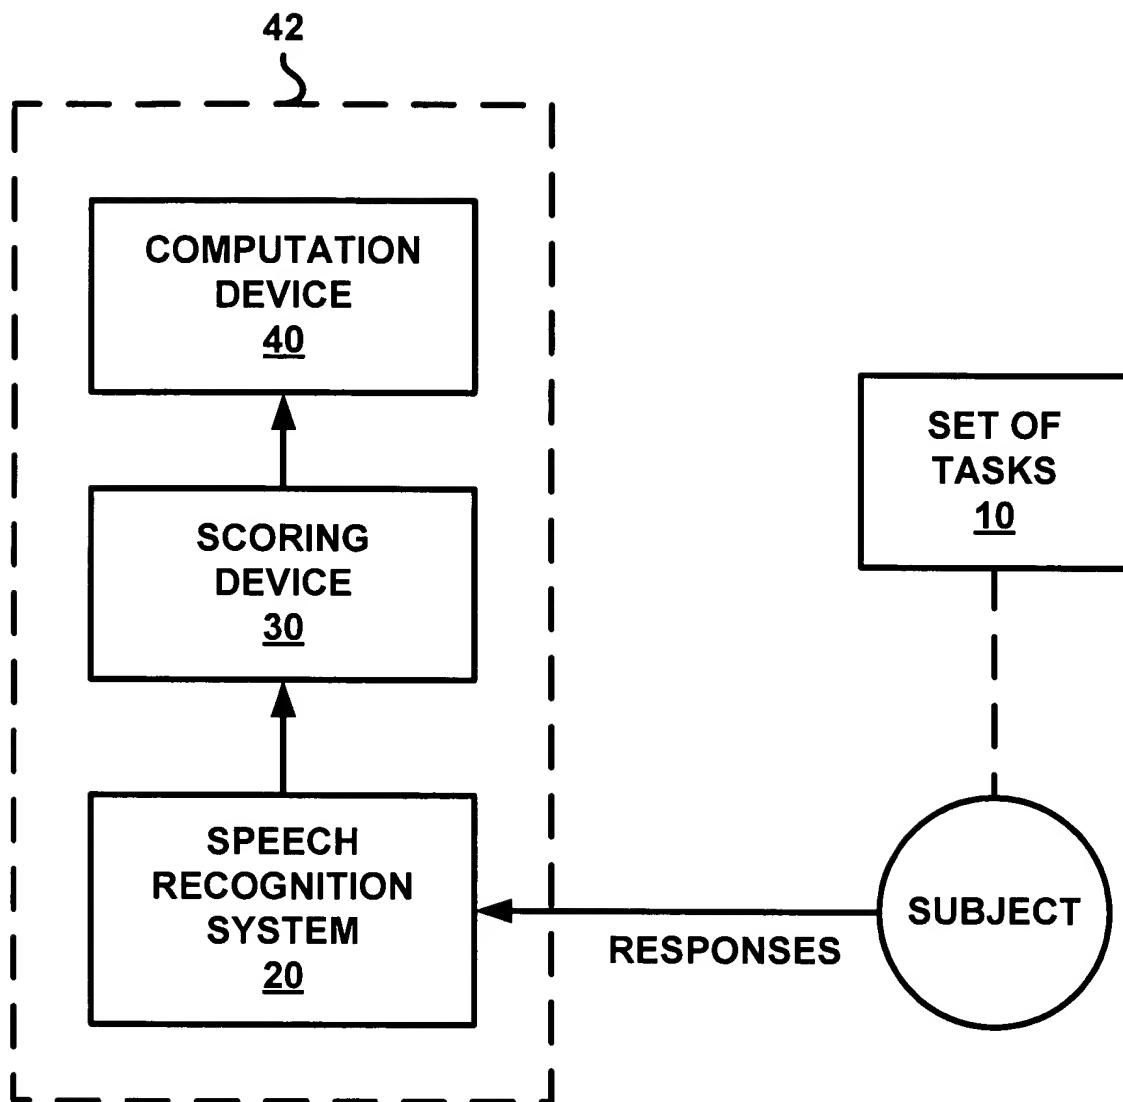 42
COMPUTATION
DEVICE
40
SET OF
TASKS
10
SCORING
DEVICE
30
SPEECH
RECOGNITION
SYSTEM
20
RESPONSES
SUBJECT